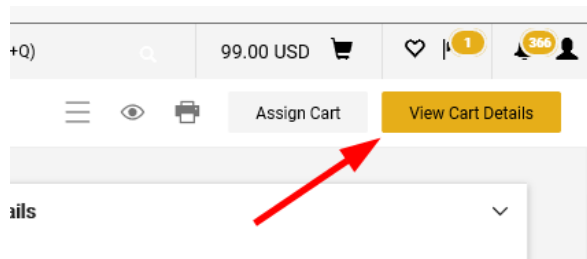 +Q)
99.00 USD
1
366
Assign Cart
View Cart Details
ails